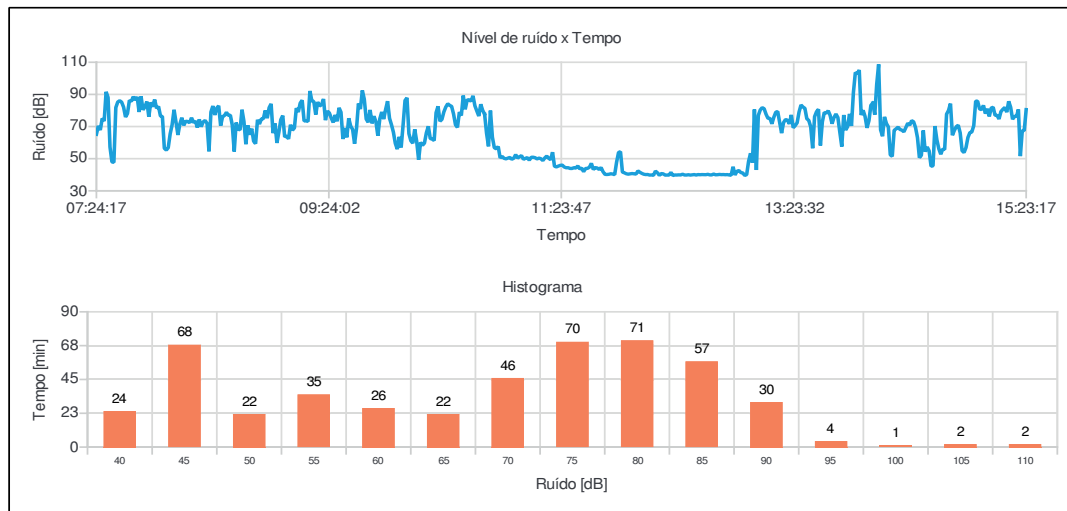 Nível de ruído x Tempo
Ruído [dB]
110
90
70
50
30
07:24:17 09:24:02 11:23:47 13:23:32 15:23:17
Tempo
Histograma
Tempo [min]
90
68
45
23
0
24 68 22 35 26 22 46 70 71 57 30 4 1 2 2
40 45 50 55 60 65 70 75 80 85 90 95 100 105 110
Ruído [dB]